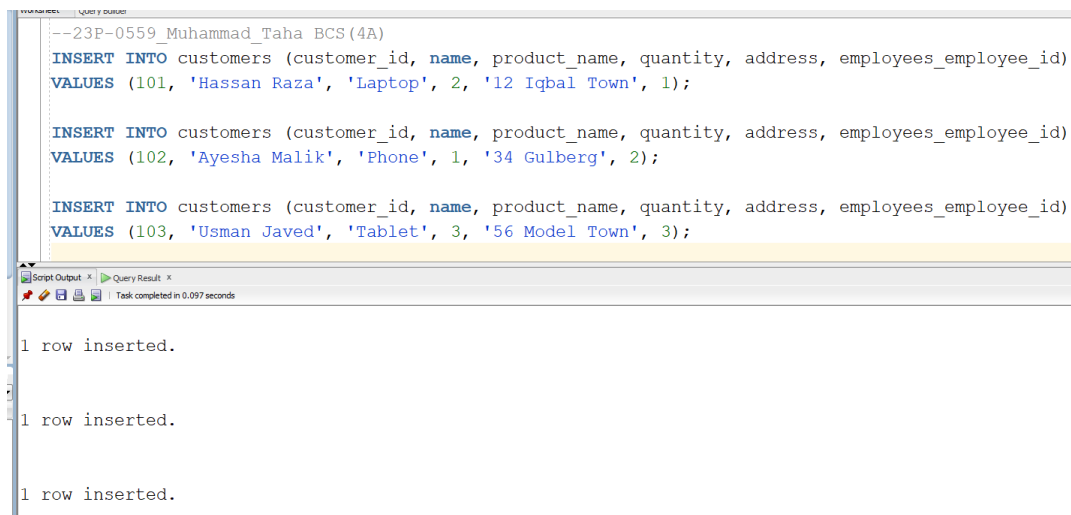 Worksheet Query Builder
--23P-0559_Muhammad_Taha BCS(4A)
INSERT INTO customers (customer_id, name, product_name, quantity, address, employees_employee_id)
VALUES (101, 'Hassan Raza', 'Laptop', 2, '12 Iqbal Town', 1);
INSERT INTO customers (customer_id, name, product_name, quantity, address, employees_employee_id)
VALUES (102, 'Ayesha Malik', 'Phone', 1, '34 Gulberg', 2);
INSERT INTO customers (customer_id, name, product_name, quantity, address, employees_employee_id)
VALUES (103, 'Usman Javed', 'Tablet', 3, '56 Model Town', 3);
Script Output x Query Result x
Task completed in 0.097 seconds
1 row inserted.
1 row inserted.
1 row inserted.